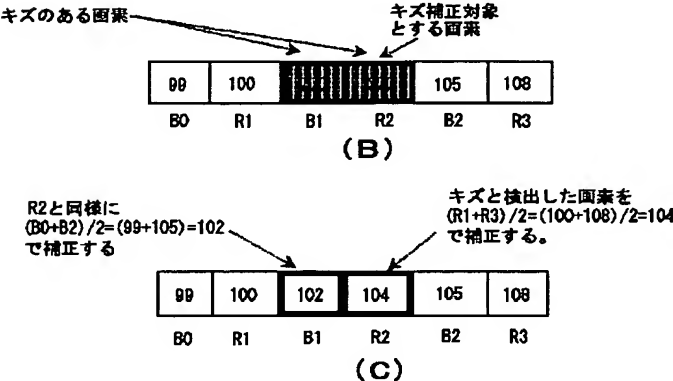 キズのある画素
キズ補正対象
とする画素
99 100 105 108
B0 R1 B1 R2 B2 R3
(B)
R2と同様に
(B0+B2)/2=(99+105)=102
で補正する
キズと検出した画素を
(R1+R3)/2=(100+108)/2=104
で補正する。
99 100 102 104 105 108
B0 R1 B1 R2 B2 R3
(C)